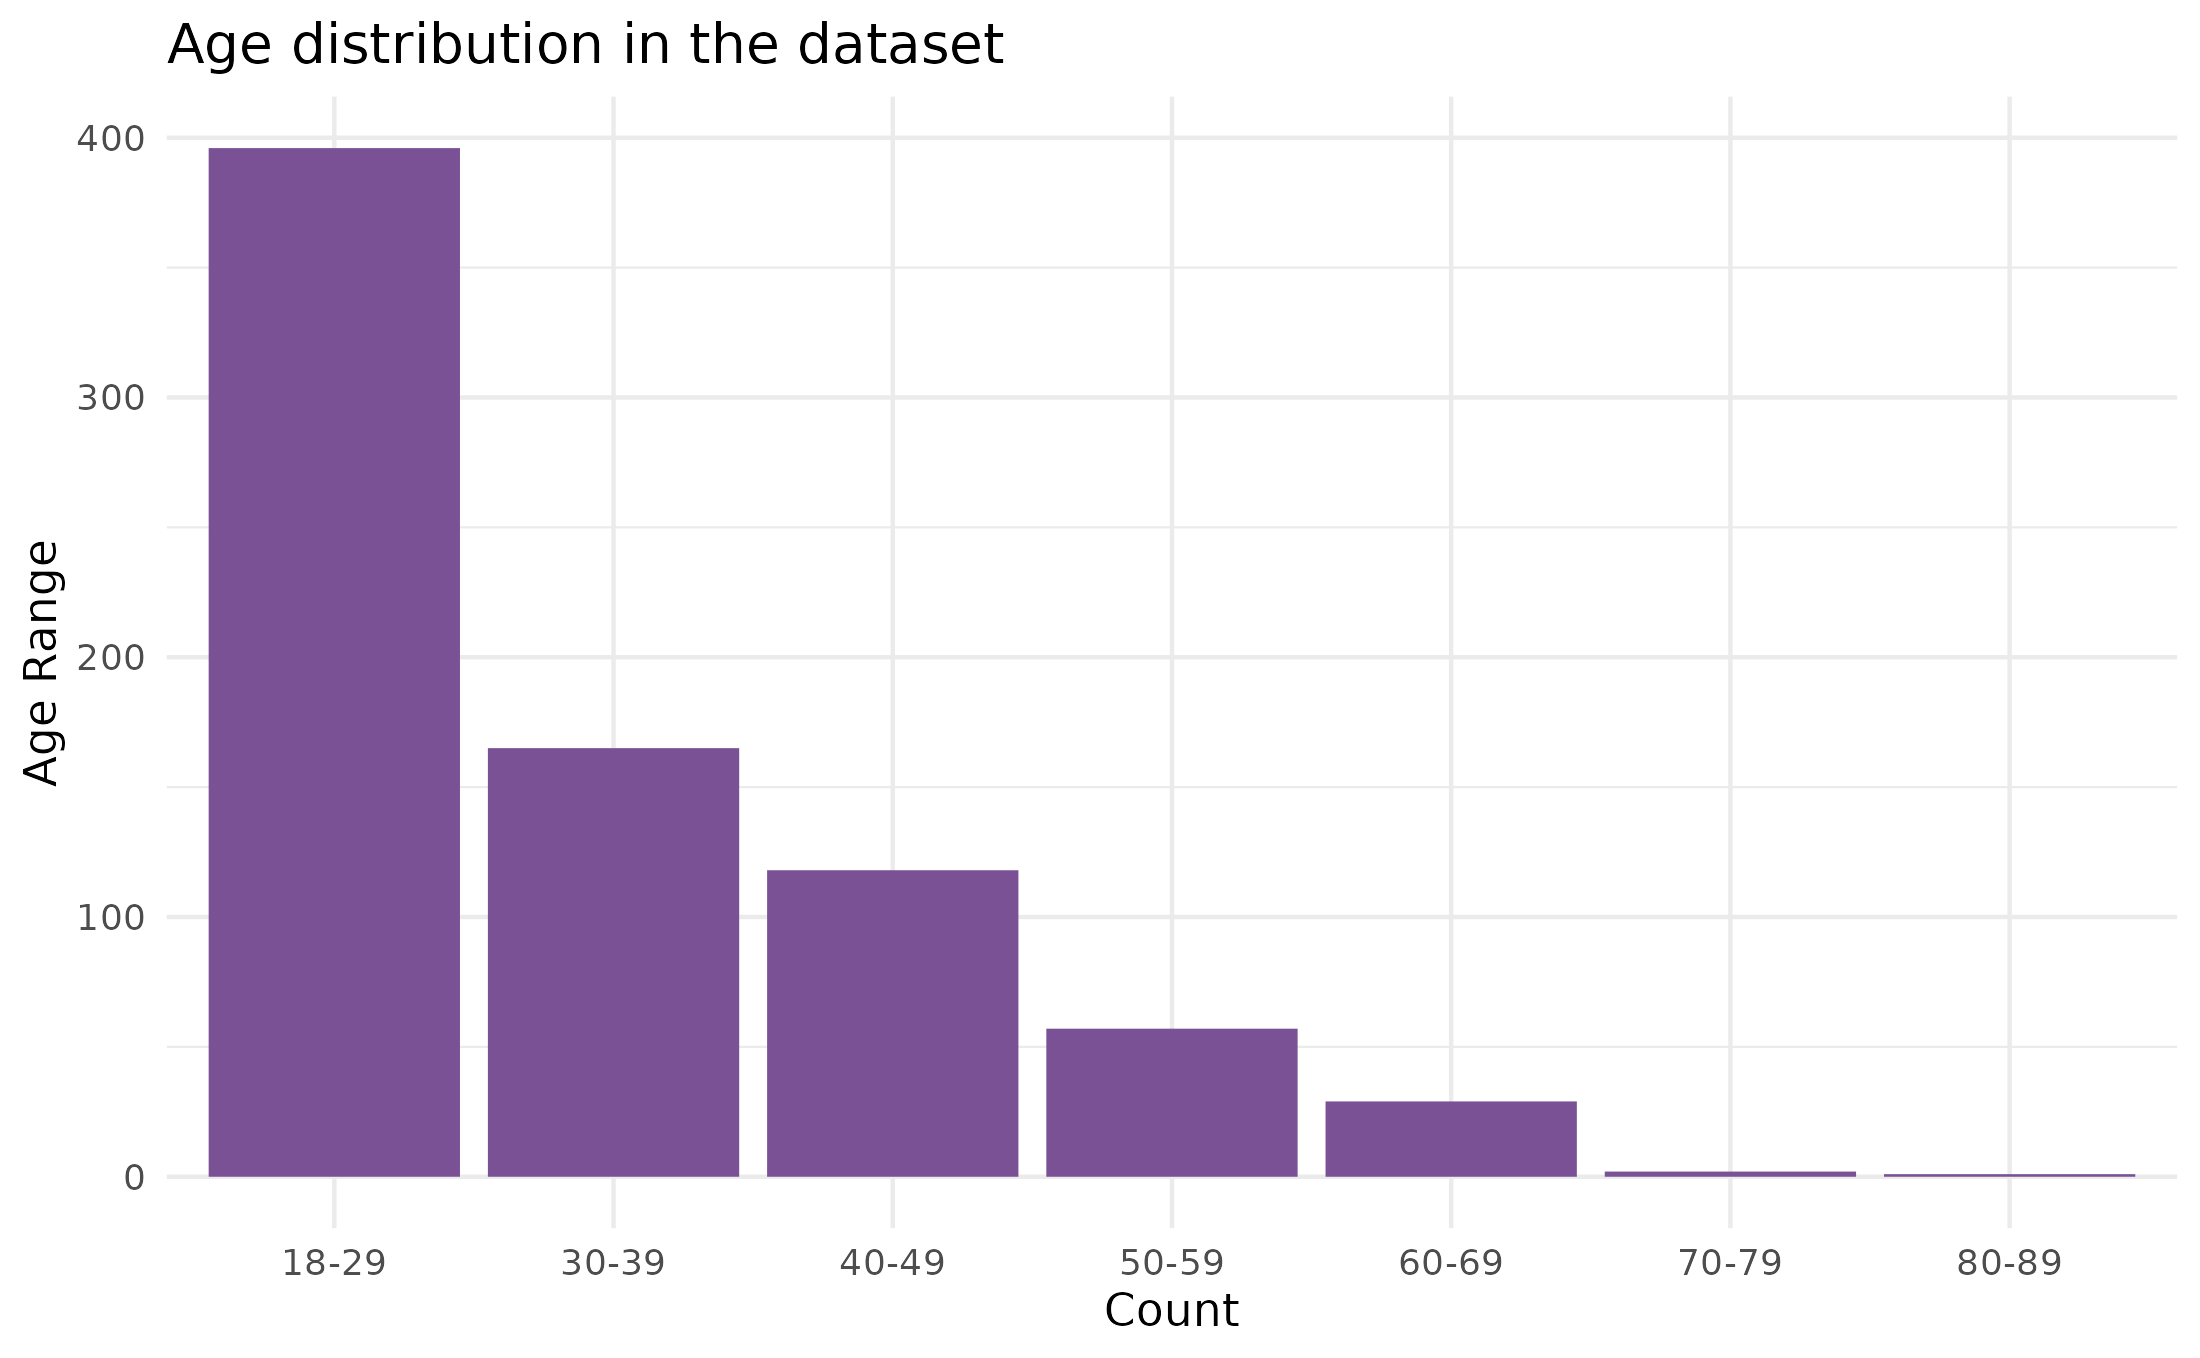 Age distribution in the dataset
400
300
200
100
0
Age Range
18-29 30-39 40-49 50-59 60-69 70-79 80-89
Count